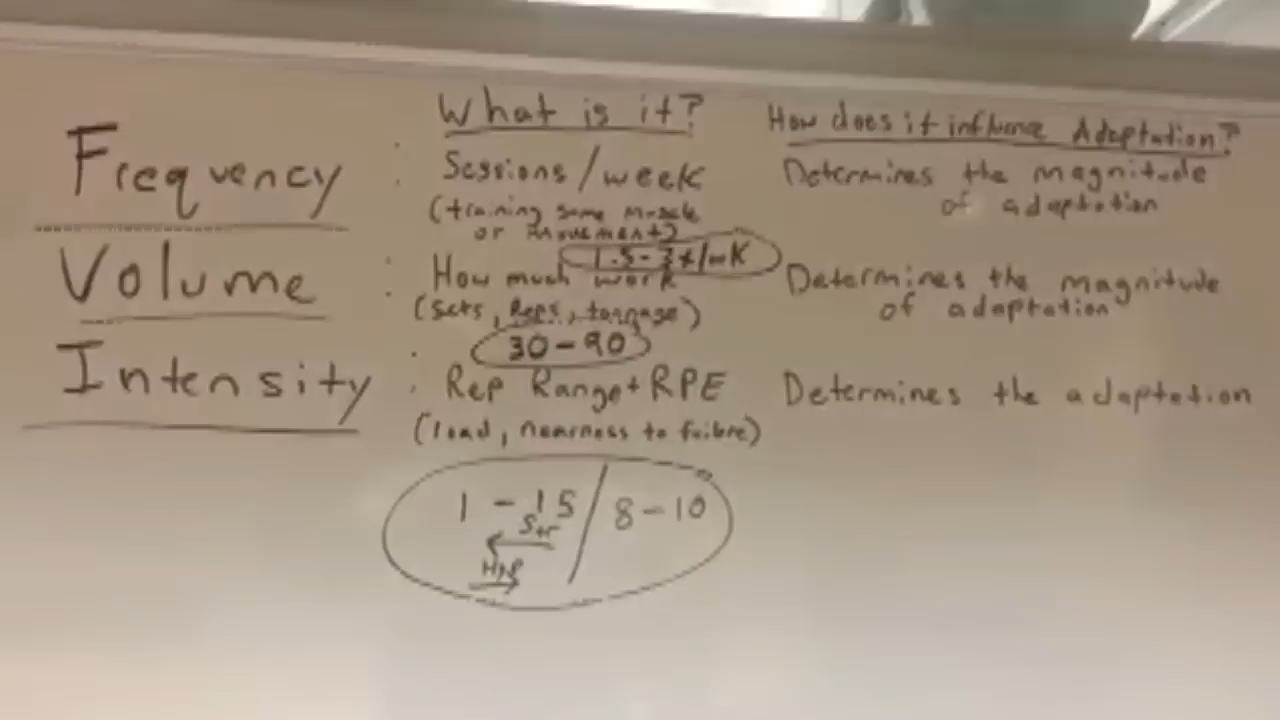 What is it?
How does it influence Adaptation?
Frequency : Sessions/week
(training same muscle
or movement)
1.5-3x/wk
Determines the magnitude
of adaptation
Volume : How much work
(Sets, Reps, tonnage)
30-90
Determines the magnitude
of adaptation
Intensity : Rep Range + RPE
(load, nearness to failure)
Determines the adaptation
1-15 / 8-10
Str
Hyp